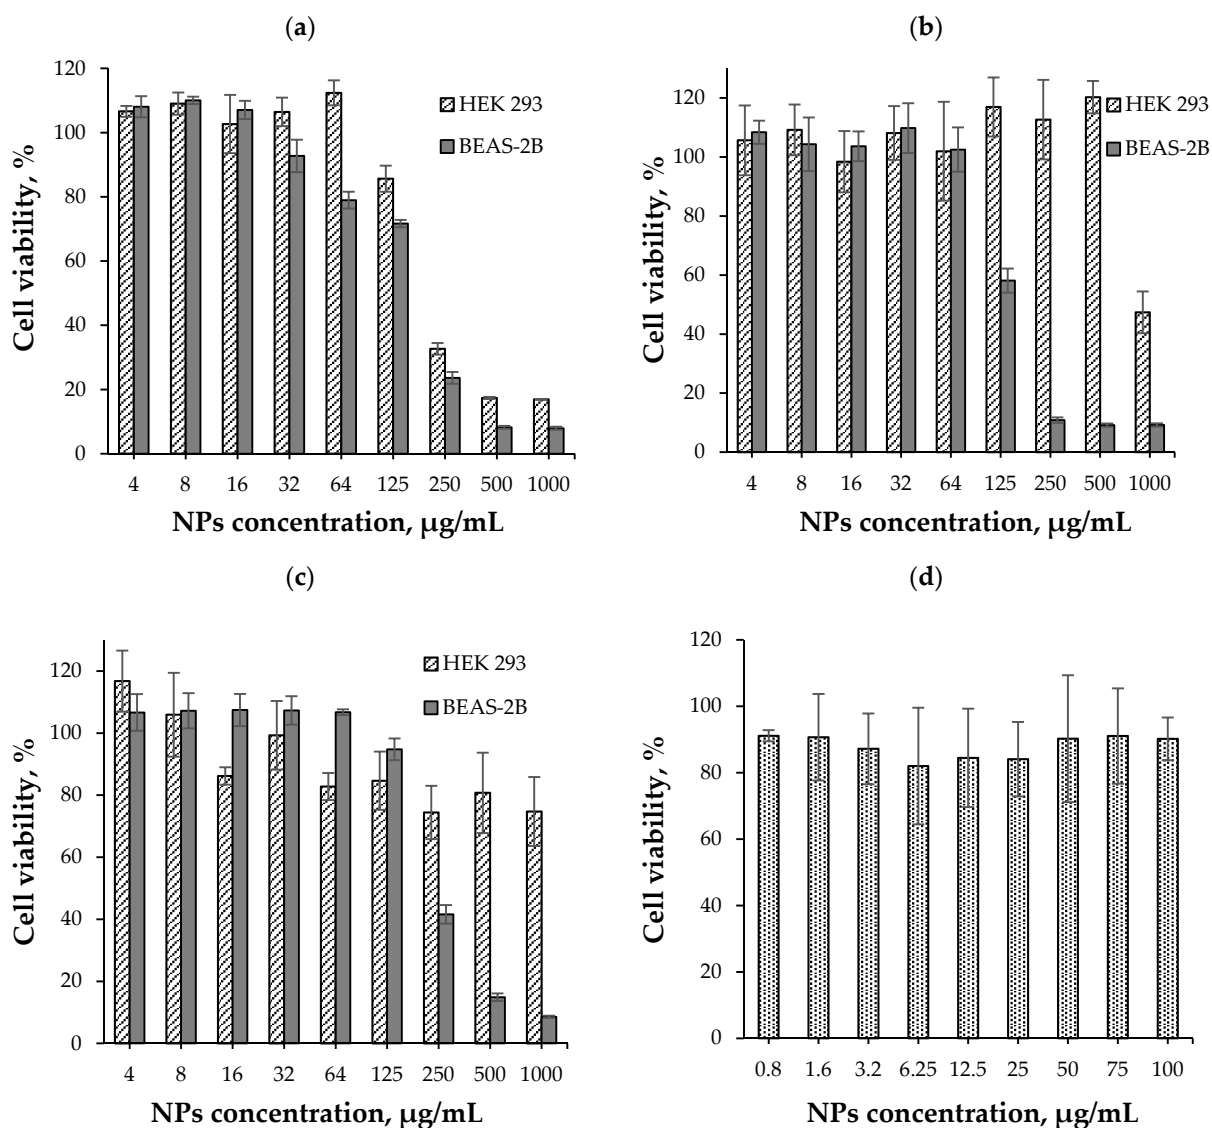 (a)
120
100
80
60
40
20
0
Cell viability, %
HEK 293
BEAS-2B
4 8 16 32 64 125 250 500 1000
NPs concentration, µg/mL
(b)
120
100
80
60
40
20
0
Cell viability, %
HEK 293
BEAS-2B
4 8 16 32 64 125 250 500 1000
NPs concentration, µg/mL
(c)
120
100
80
60
40
20
0
Cell viability, %
HEK 293
BEAS-2B
4 8 16 32 64 125 250 500 1000
NPs concentration, µg/mL
(d)
120
100
80
60
40
20
0
Cell viability, %
0.8 1.6 3.2 6.25 12.5 25 50 75 100
NPs concentration, µg/mL